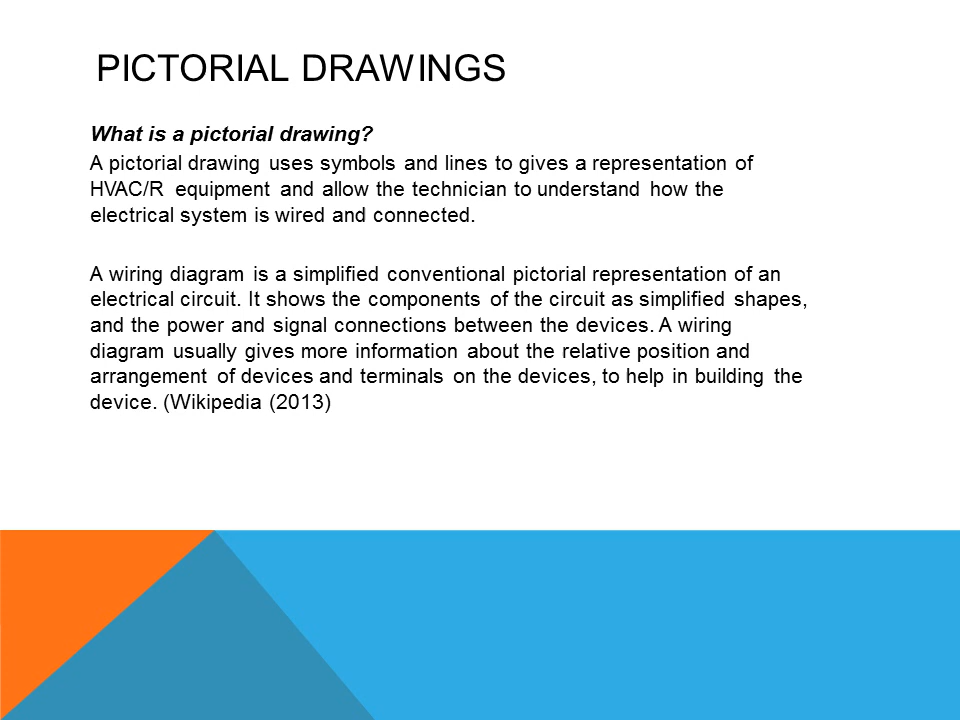 PICTORIAL DRAWINGS
What is a pictorial drawing?
A pictorial drawing uses symbols and lines to gives a representation of
HVAC/R equipment and allow the technician to understand how the
electrical system is wired and connected.
A wiring diagram is a simplified conventional pictorial representation of an
electrical circuit. It shows the components of the circuit as simplified shapes,
and the power and signal connections between the devices. A wiring
diagram usually gives more information about the relative position and
arrangement of devices and terminals on the devices, to help in building the
device. (Wikipedia (2013)